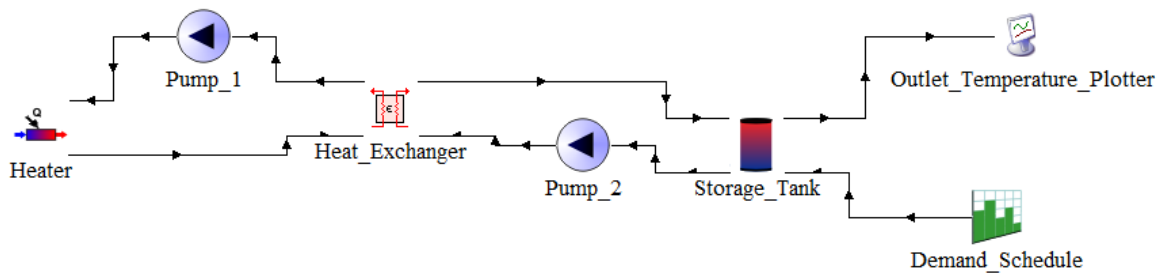 Pump_1
Outlet_Temperature_Plotter
Q
ε
Heater
Heat_Exchanger
Pump_2
Storage_Tank
Demand_Schedule